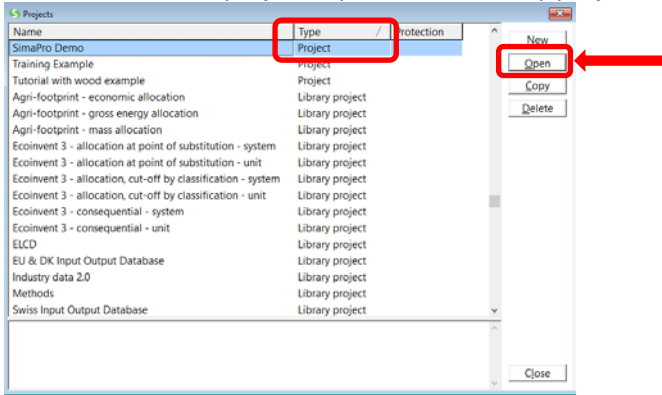 Projects
Name Type / Protection
SimaPro Demo Project
Training Example Project
Tutorial with wood example Project
Agri-footprint - economic allocation Library project
Agri-footprint - gross energy allocation Library project
Agri-footprint - mass allocation Library project
Ecoinvent 3 - allocation at point of substitution - system Library project
Ecoinvent 3 - allocation at point of substitution - unit Library project
Ecoinvent 3 - allocation, cut-off by classification - system Library project
Ecoinvent 3 - allocation, cut-off by classification - unit Library project
Ecoinvent 3 - consequential - system Library project
Ecoinvent 3 - consequential - unit Library project
ELCD Library project
EU & DK Input Output Database Library project
Industry data 2.0 Library project
Methods Library project
Swiss Input Output Database Library project
New
Open
Copy
Delete
Close